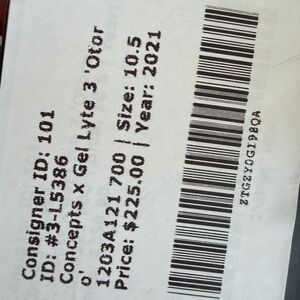 Consigner ID: 101
ID: #3-L5386
Concepts x Gel Lyte 3 'Otor
o'
1203A121 700 | Size: 10.5
Price: $225.00 | Year: 2021
ZTGZY0GI98QA